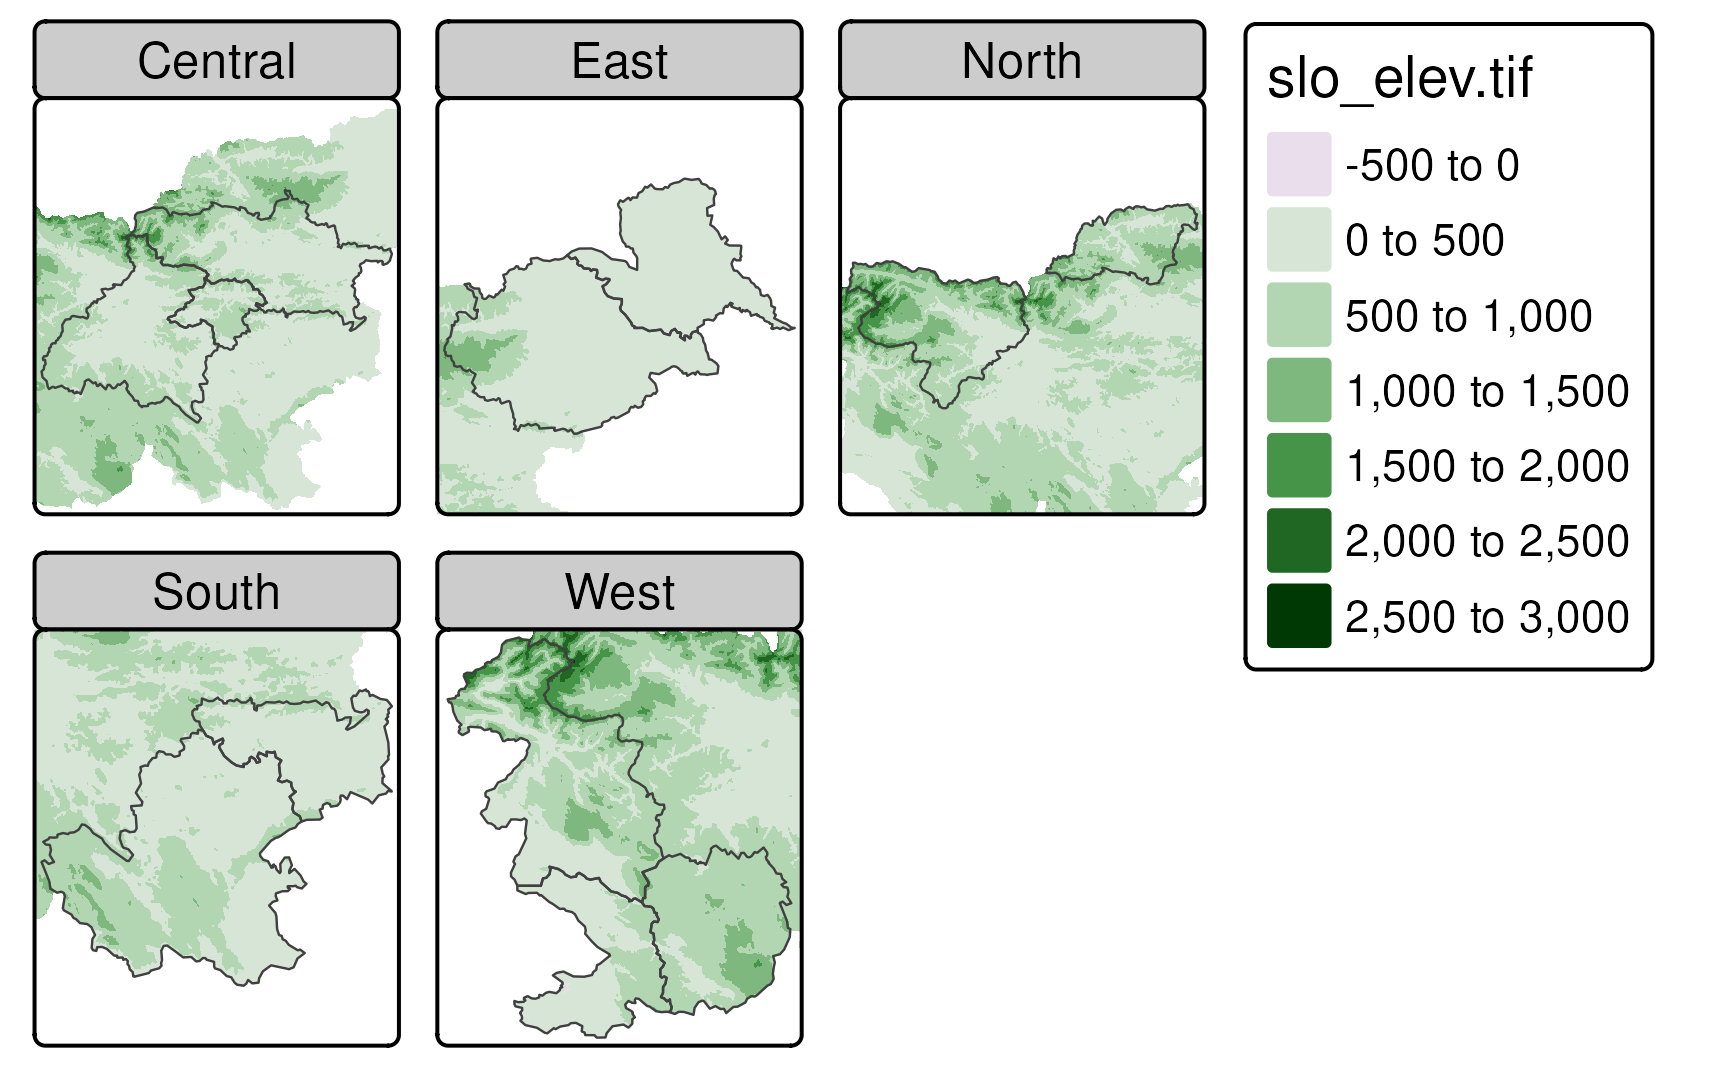 Central
East
North
slo_elev.tif
-500 to 0
0 to 500
500 to 1,000
1,000 to 1,500
1,500 to 2,000
2,000 to 2,500
2,500 to 3,000
South
West